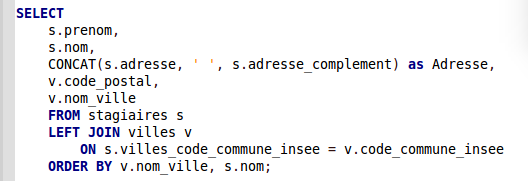 SELECT
s.prenom,
s.nom,
CONCAT(s.adresse, ' ', s.adresse_complement) as Adresse,
v.code_postal,
v.nom_ville
FROM stagiaires s
LEFT JOIN villes v
ON s.villes_code_commune_insee = v.code_commune_insee
ORDER BY v.nom_ville, s.nom;